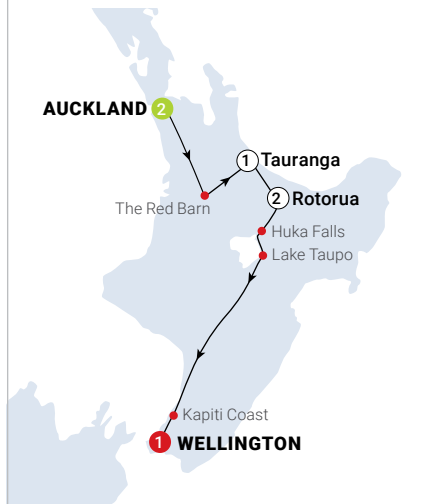 AUCKLAND 2
1 Tauranga
The Red Barn
2 Rotorua
Huka Falls
Lake Taupo
Kapiti Coast
1 WELLINGTON